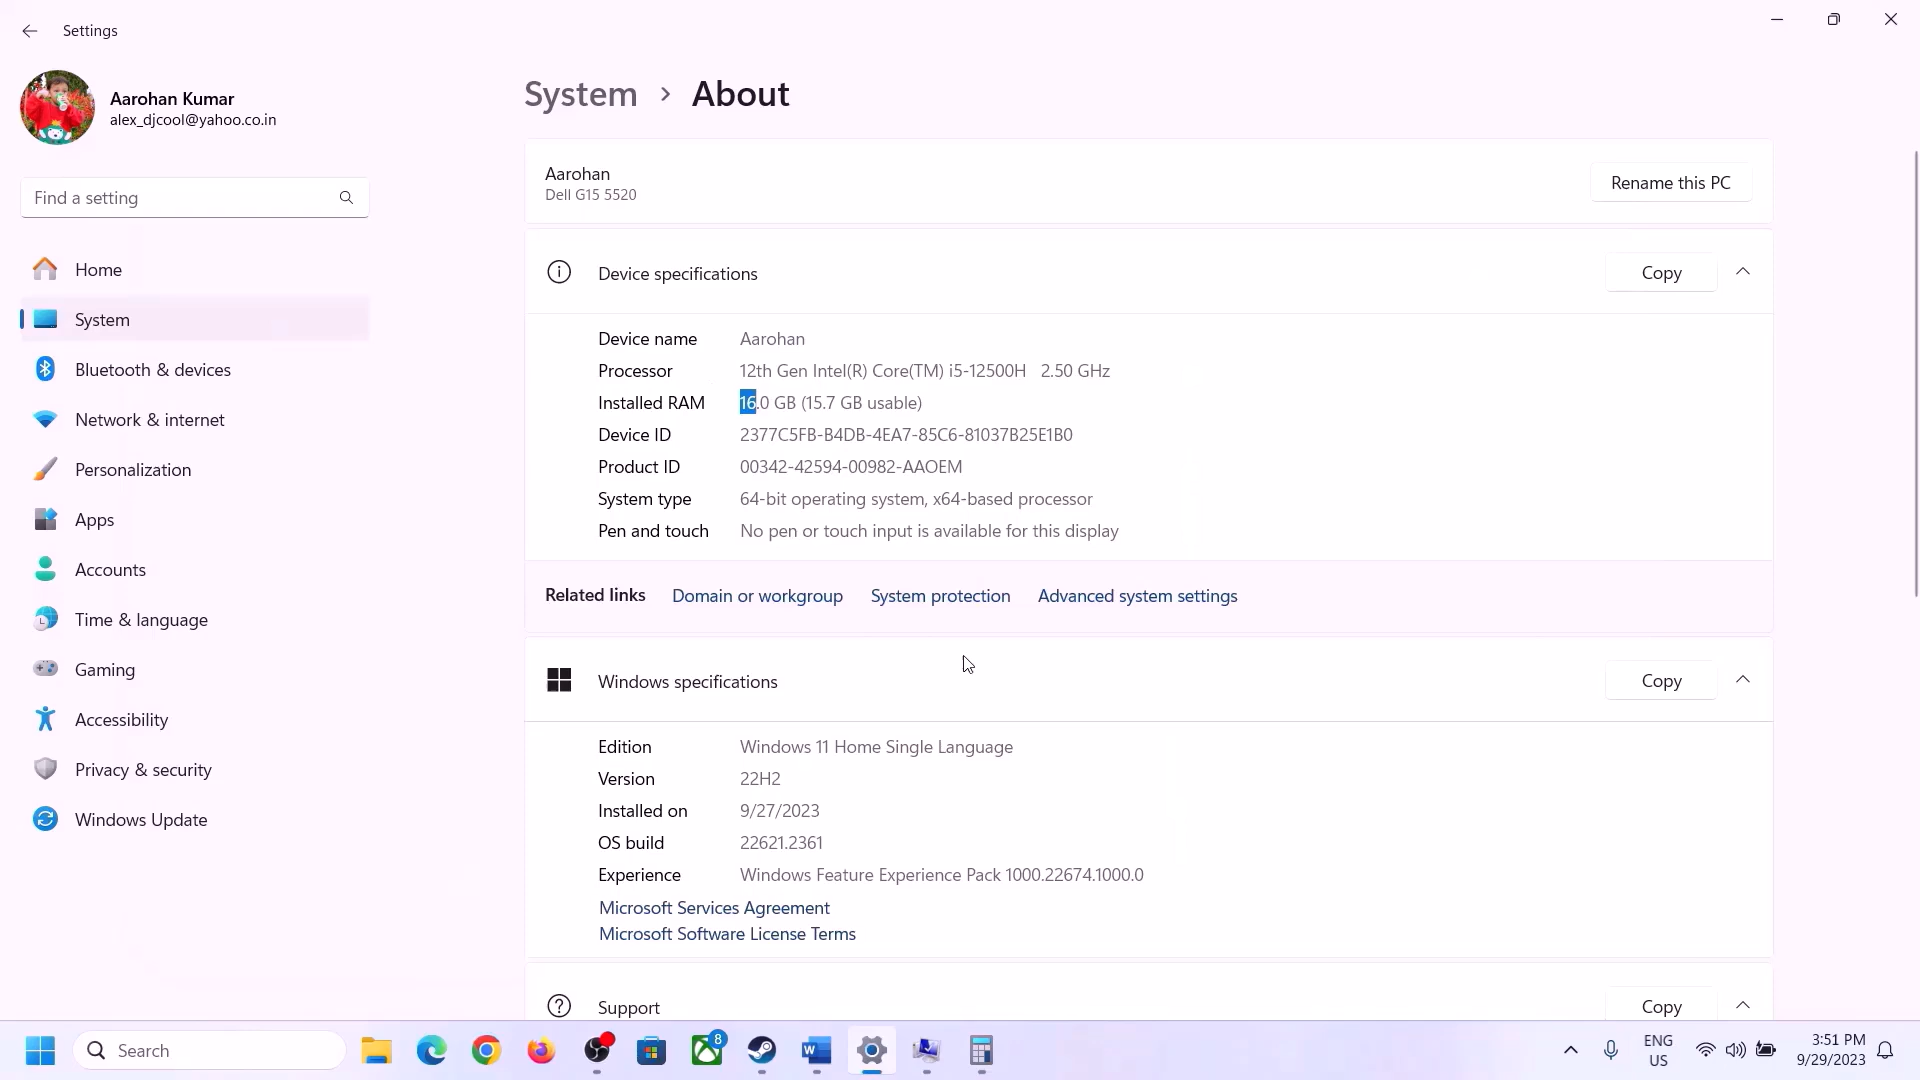 Settings
Aarohan Kumar
alex_djcool@yahoo.co.in
Find a setting
Home
System
Bluetooth & devices
Network & internet
Personalization
Apps
Accounts
Time & language
Gaming
Accessibility
Privacy & security
Windows Update
System > About
Aarohan
Dell G15 5520
Rename this PC
Device specifications
Copy
Device name Aarohan
Processor 12th Gen Intel(R) Core(TM) i5-12500H 2.50 GHz
Installed RAM 16.0 GB (15.7 GB usable)
Device ID 2377C5FB-B4DB-4EA7-85C6-81037B25E1B0
Product ID 00342-42594-00982-AAOEM
System type 64-bit operating system, x64-based processor
Pen and touch No pen or touch input is available for this display
Related links Domain or workgroup System protection Advanced system settings
Windows specifications
Copy
Edition Windows 11 Home Single Language
Version 22H2
Installed on 9/27/2023
OS build 22621.2361
Experience Windows Feature Experience Pack 1000.22674.1000.0
Microsoft Services Agreement
Microsoft Software License Terms
Support
Copy
Search
8
W
ENG
US
3:51 PM
9/29/2023